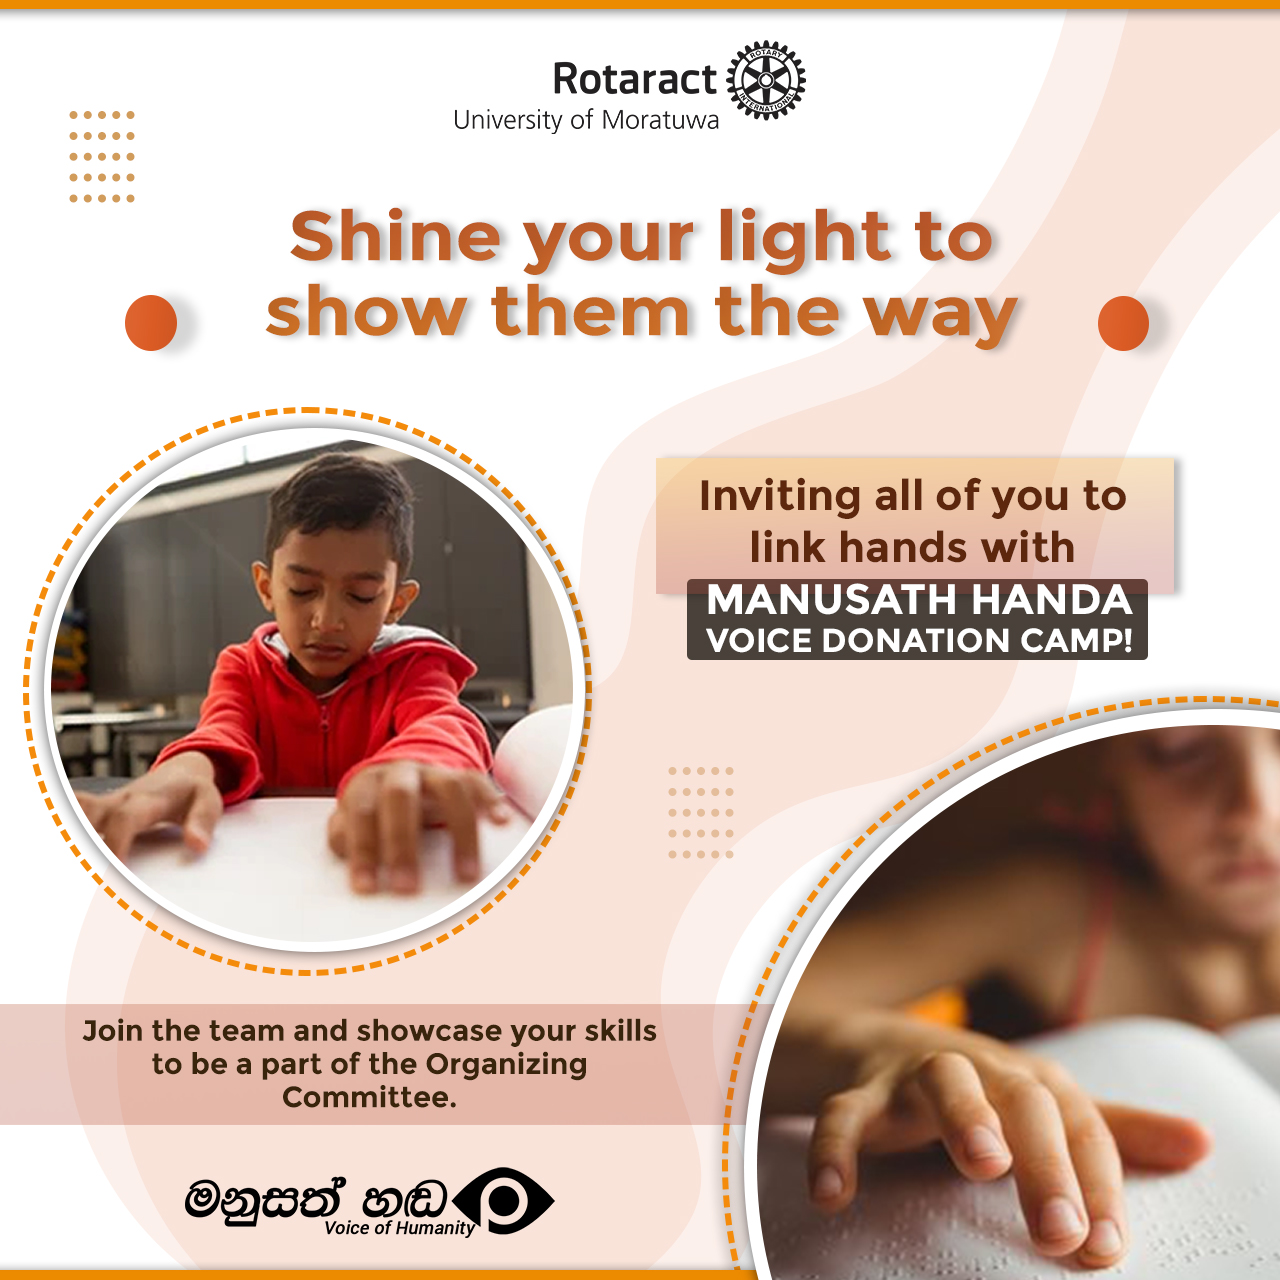 Rotaract
University of Moratuwa
ROTARY
INTERNATIONAL
Shine your light to
show them the way
Inviting all of you to
link hands with
MANUSATH HANDA
VOICE DONATION CAMP!
Join the team and showcase your skills
to be a part of the Organizing
Committee.
මනුසත් හඬ
Voice of Humanity